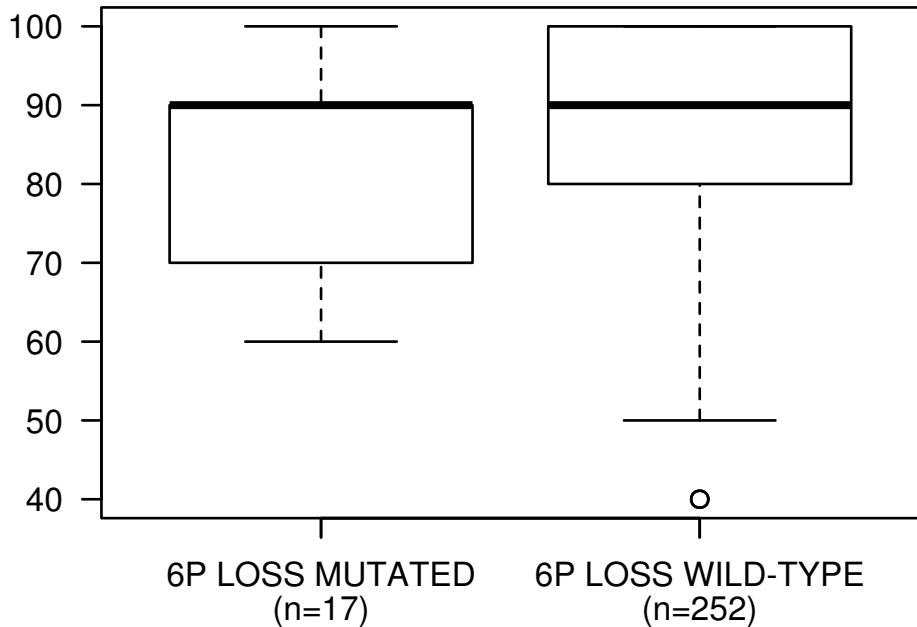 100
90
80
70
60
50
40
6P LOSS MUTATED
(n=17)
6P LOSS WILD-TYPE
(n=252)